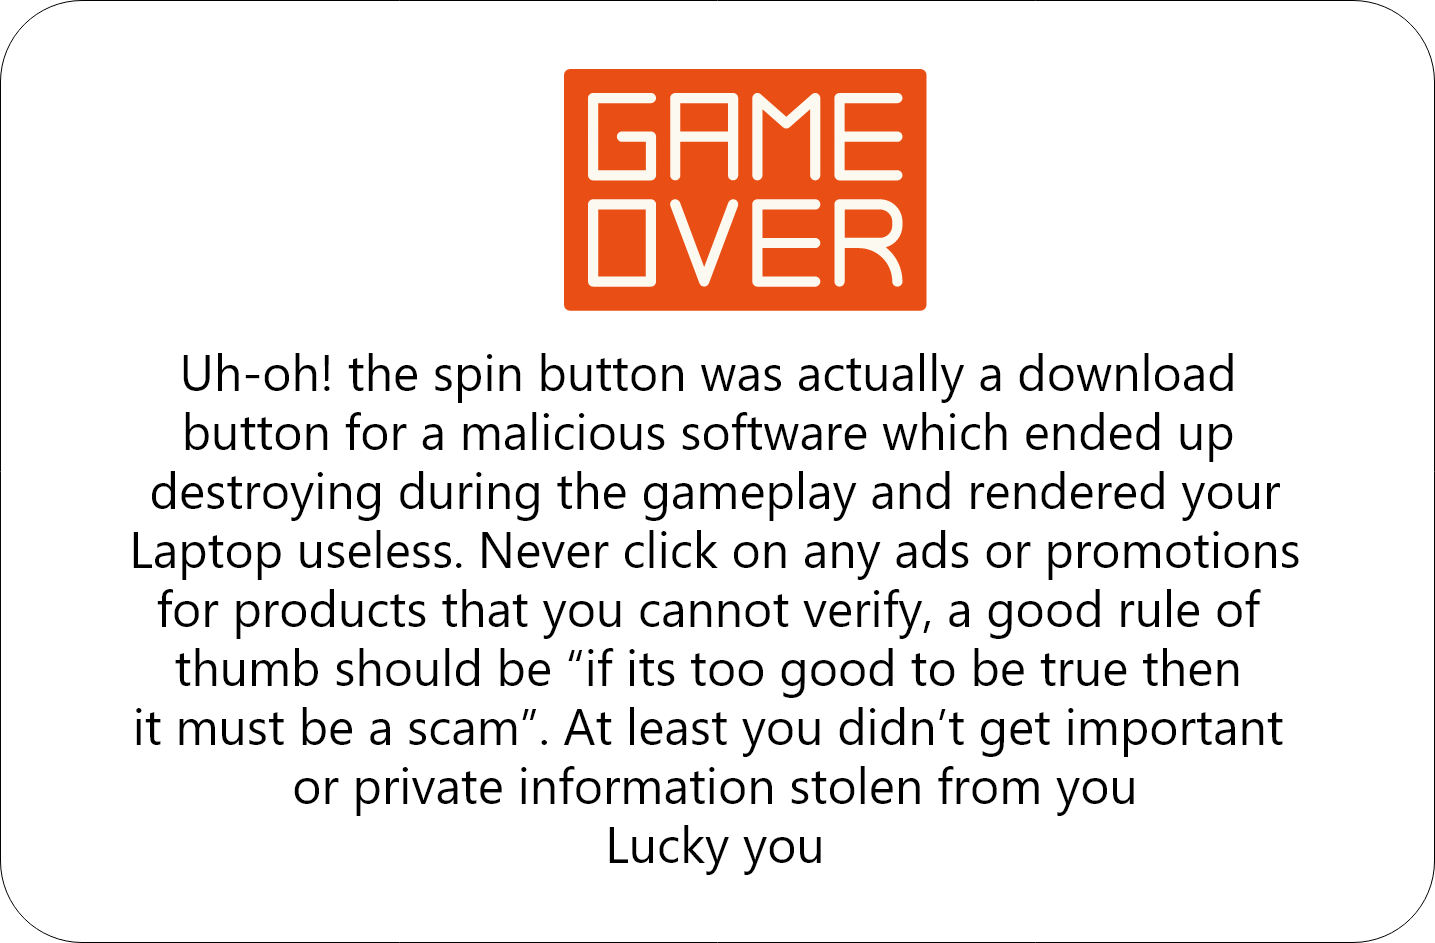 GAME
OVER
Uh-oh! the spin button was actually a download
button for a malicious software which ended up
destroying during the gameplay and rendered your
Laptop useless. Never click on any ads or promotions
for products that you cannot verify, a good rule of
thumb should be “if its too good to be true then
it must be a scam”. At least you didn’t get important
or private information stolen from you
Lucky you